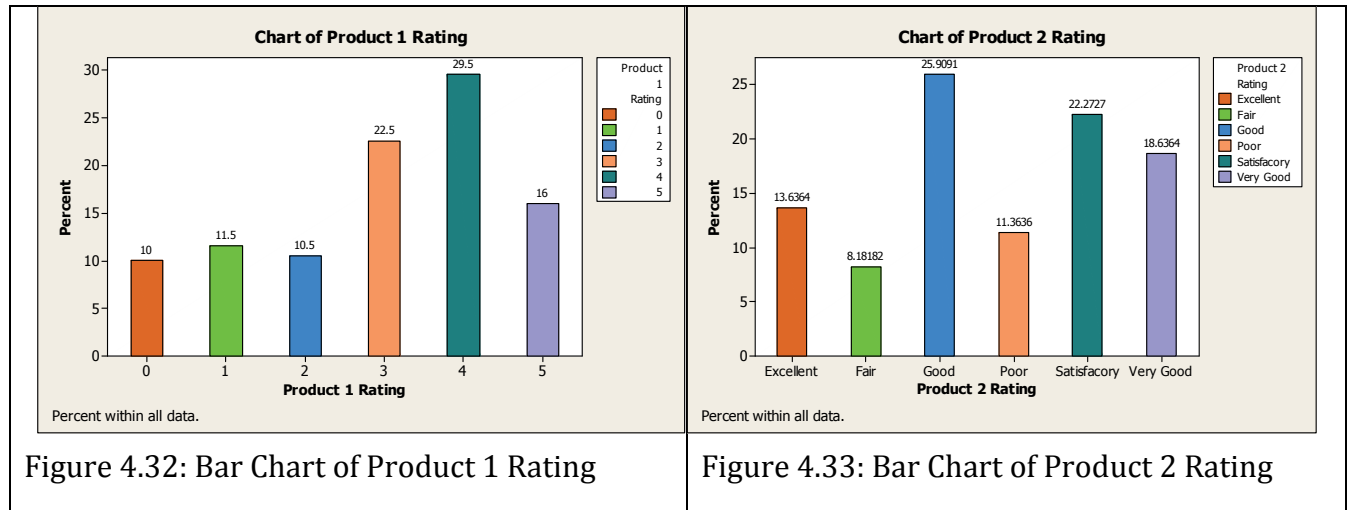 Chart of Product 1 Rating
30
25
20
15
10
5
0
Percent
10
11.5
10.5
22.5
29.5
16
0 1 2 3 4 5
Product 1 Rating
Product
1
Rating
0
1
2
3
4
5
Percent within all data.
Figure 4.32: Bar Chart of Product 1 Rating
Chart of Product 2 Rating
25
20
15
10
5
0
Percent
13.6364
8.18182
25.9091
11.3636
22.2727
18.6364
Excellent Fair Good Poor Satisfacory Very Good
Product 2 Rating
Product 2
Rating
Excellent
Fair
Good
Poor
Satisfacory
Very Good
Percent within all data.
Figure 4.33: Bar Chart of Product 2 Rating